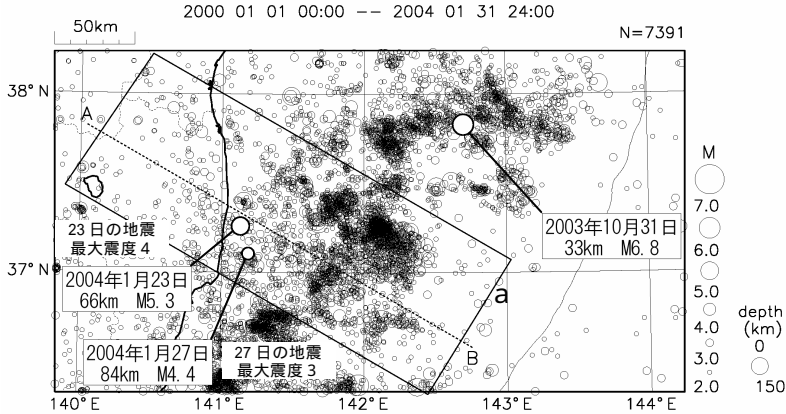 2000 01 01 00:00 -- 2004 01 31 24:00
50km
N=7391
38°N
A
M
7.0
6.0
5.0
4.0
3.0
2.0
2003年10月31日
33km M6.8
23日の地震
最大震度4
37°N
2004年1月23日
66km M5.3
a
depth
(km)
0
150
2004年1月27日
84km M4.4
27日の地震
最大震度3
B
140°E
141°E
142°E
143°E
144°E